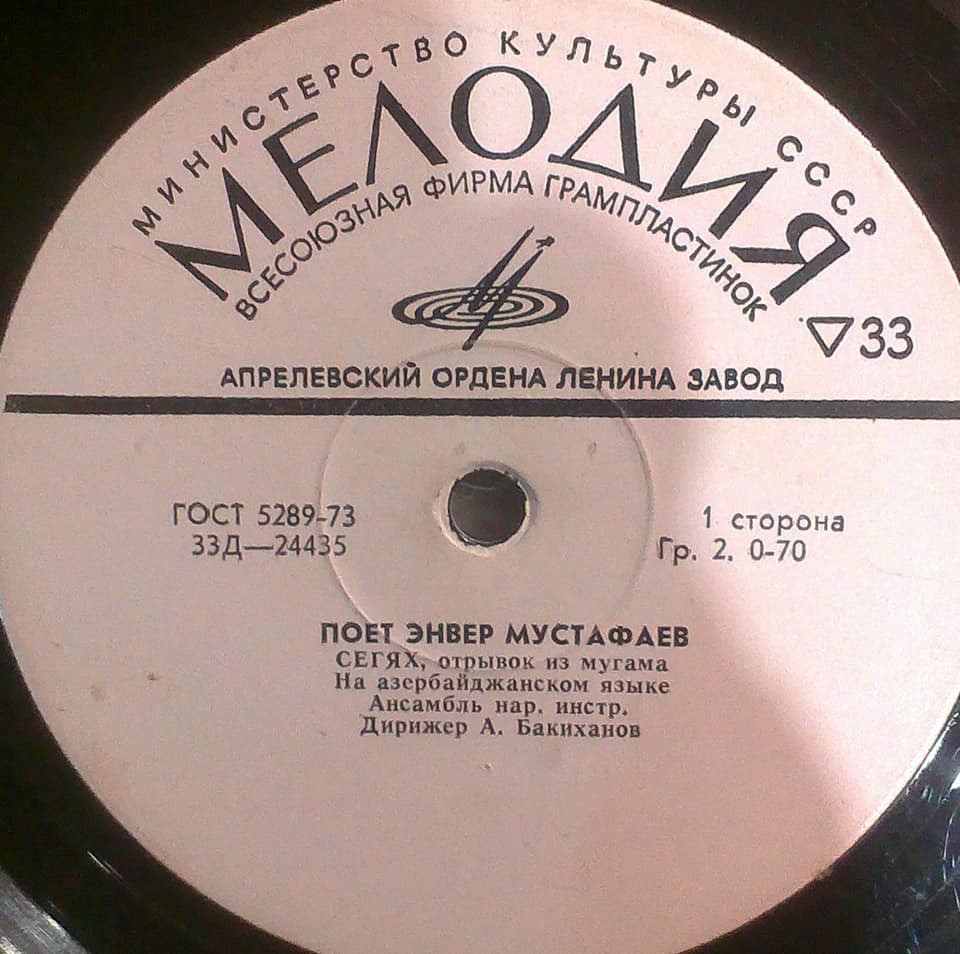 МИНИСТЕРСТВО КУЛЬТУРЫ СССР
МЕЛОДИЯ
ВСЕСОЮЗНАЯ ФИРМА ГРАМПЛАСТИНОК
33
АПРЕЛЕВСКИЙ ОРДЕНА ЛЕНИНА ЗАВОД
ГОСТ 5289-73
33Д—24435
1 сторона
Гр. 2. 0-70
ПОЕТ ЭНВЕР МУСТАФАЕВ
СЕГЯХ, отрывок из мугама
На азербайджанском языке
Ансамбль нар. инстр.
Дирижер А. Бакиханов